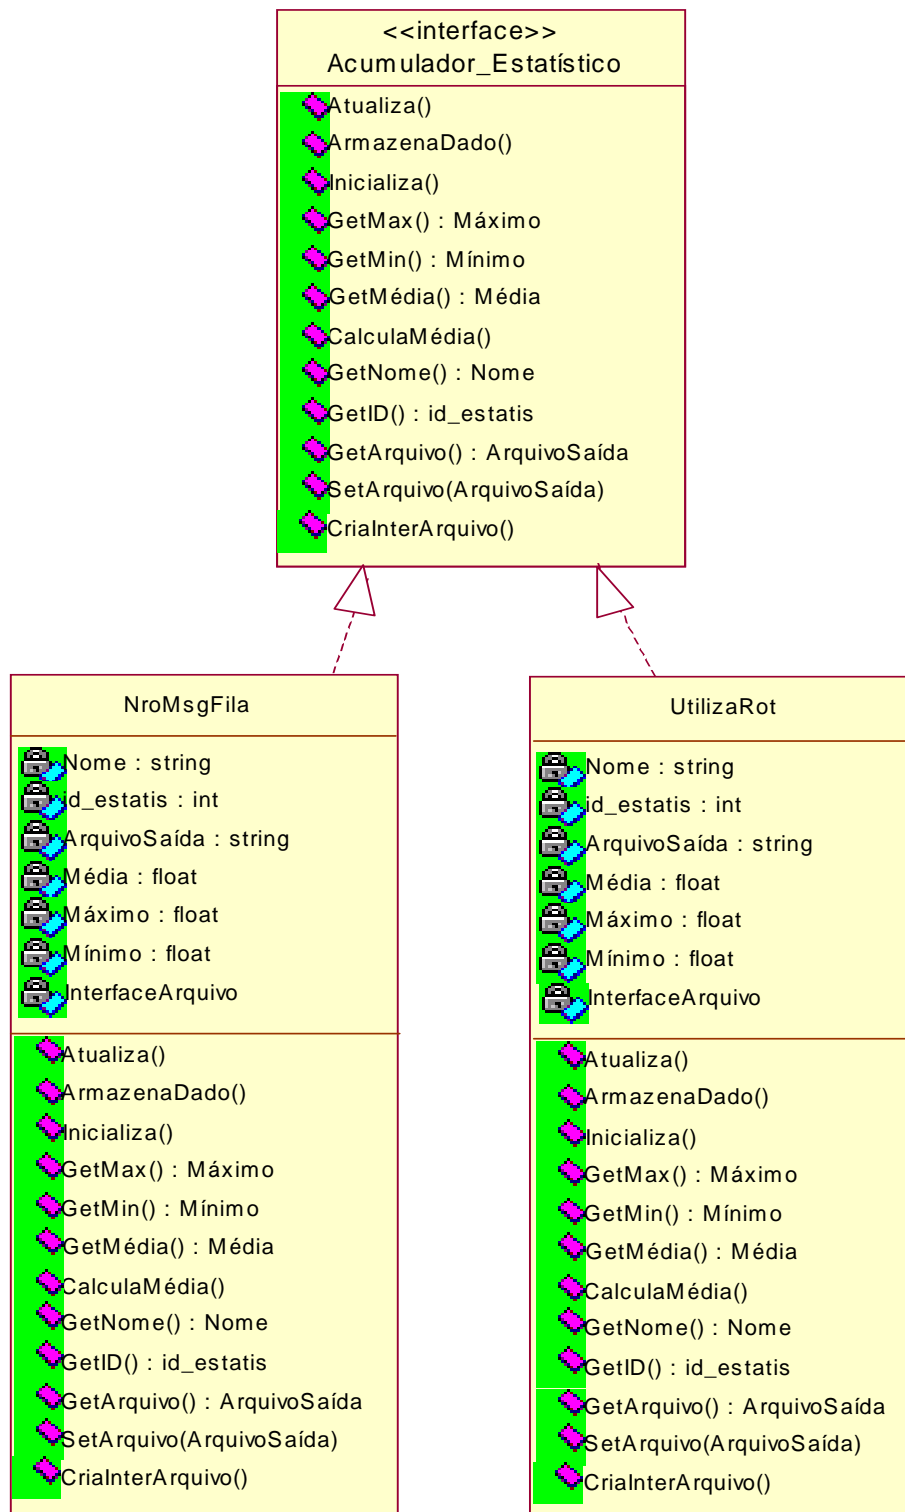 <<interface>>
Acumulador_Estatístico
Atualiza()
ArmazenaDado()
Inicializa()
GetMax() : Máximo
GetMin() : Mínimo
GetMédia() : Média
CalculaMédia()
GetNome() : Nome
GetID() : id_estatis
GetArquivo() : ArquivoSaída
SetArquivo(ArquivoSaída)
CriaInterArquivo()
NroMsgFila
Nome : string
id_estatis : int
ArquivoSaída : string
Média : float
Máximo : float
Mínimo : float
InterfaceArquivo
Atualiza()
ArmazenaDado()
Inicializa()
GetMax() : Máximo
GetMin() : Mínimo
GetMédia() : Média
CalculaMédia()
GetNome() : Nome
GetID() : id_estatis
GetArquivo() : ArquivoSaída
SetArquivo(ArquivoSaída)
CriaInterArquivo()
UtilizaRot
Nome : string
id_estatis : int
ArquivoSaída : string
Média : float
Máximo : float
Mínimo : float
InterfaceArquivo
Atualiza()
ArmazenaDado()
Inicializa()
GetMax() : Máximo
GetMin() : Mínimo
GetMédia() : Média
CalculaMédia()
GetNome() : Nome
GetID() : id_estatis
GetArquivo() : ArquivoSaída
SetArquivo(ArquivoSaída)
CriaInterArquivo()